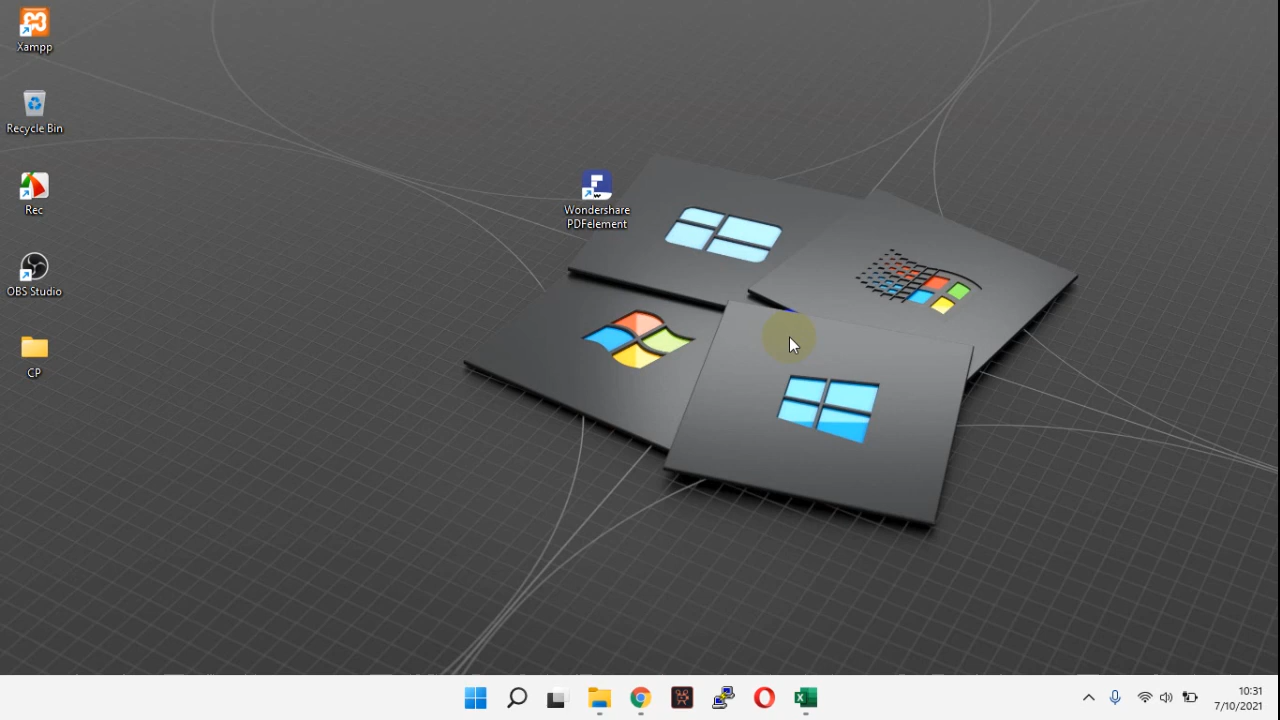 Xampp
Recycle Bin
Rec
OBS Studio
CP
Wondershare
PDFelement
10:31
7/10/2021